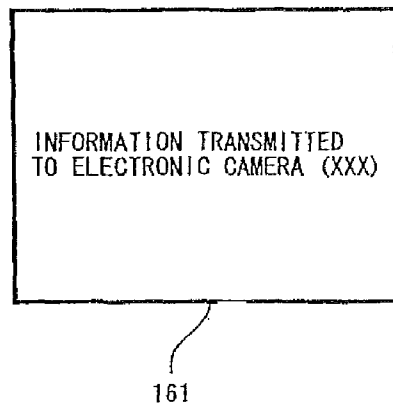 INFORMATION TRANSMITTED
TO ELECTRONIC CAMERA (XXX)
161